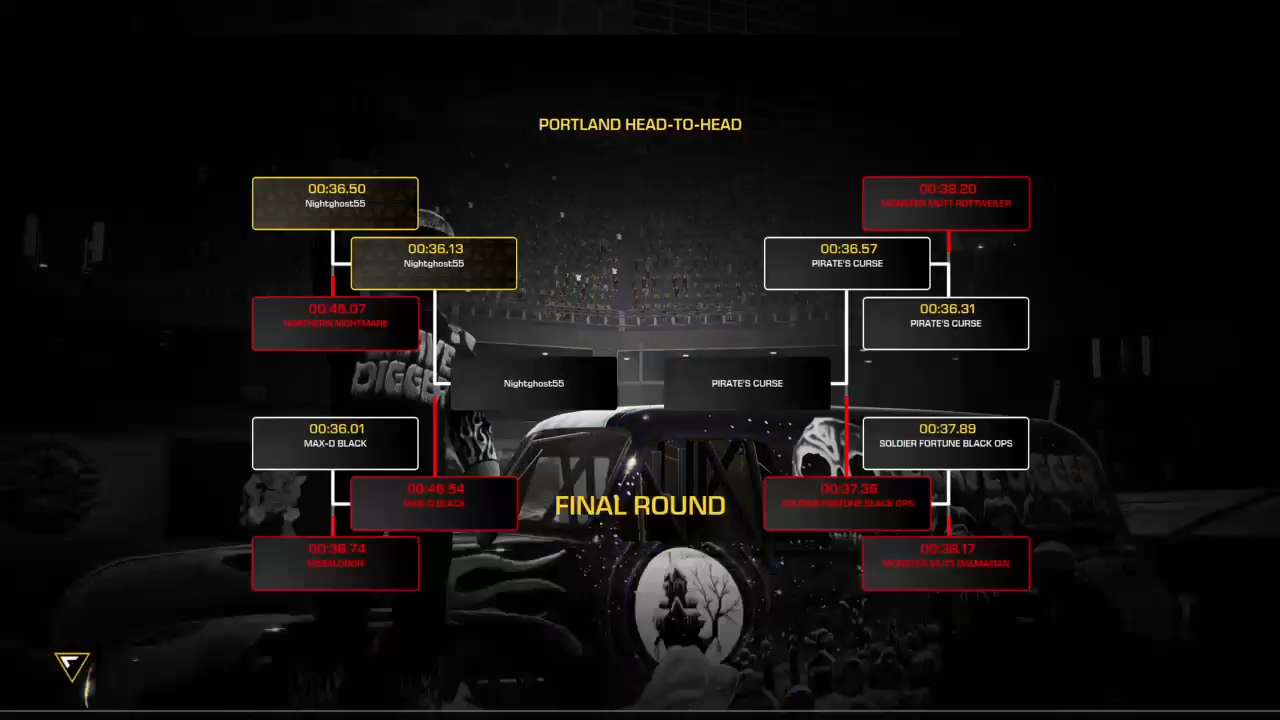 PORTLAND HEAD-TO-HEAD
00:36.50
Nightghost55
00:38.20
MONSTER MUTT ROTTWEILER
00:36.13
Nightghost55
00:36.57
PIRATE'S CURSE
00:45.07
NORTHERN NIGHTMARE
00:36.31
PIRATE'S CURSE
DIGGER
Nightghost55
PIRATE'S CURSE
00:36.01
MAX-D BLACK
00:37.89
SOLDIER FORTUNE BLACK OPS
00:46.54
MAX-D BLACK
FINAL ROUND
00:37.36
SOLDIER FORTUNE BLACK OPS
MEGALODON
00:38.17
MONSTER MUTT DALMATIAN